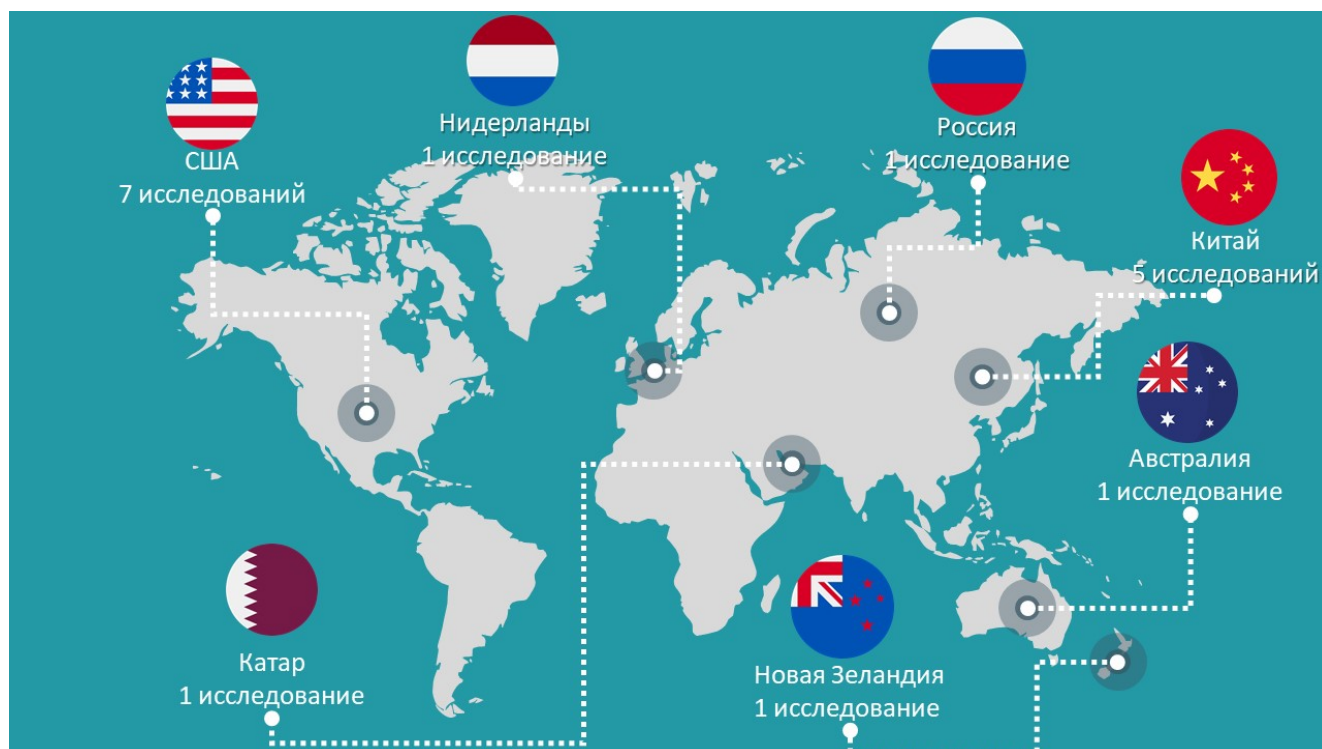 Нидерланды
1 исследование
Россия
1 исследование
США
7 исследований
Китай
5 исследований
Австралия
1 исследование
Катар
1 исследование
Новая Зеландия
1 исследование